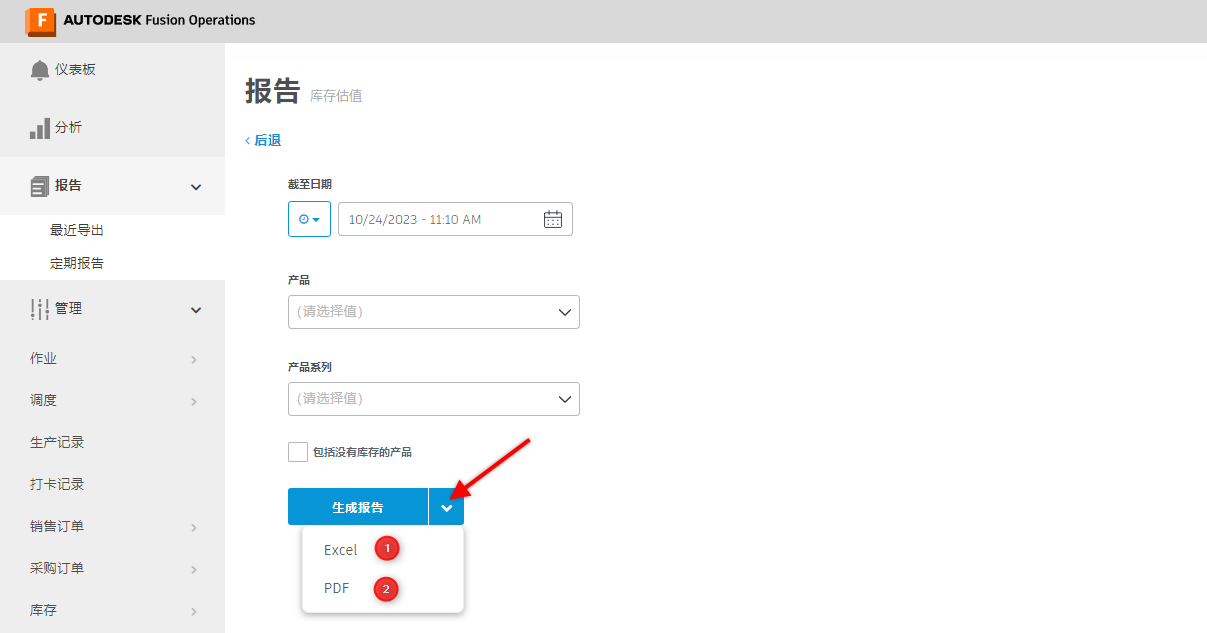 F AUTODESK Fusion Operations
仪表板
分析
报告
最近导出
定期报告
管理
作业
调度
生产记录
打卡记录
销售订单
采购订单
库存
报告 库存估值
‹ 后退
截至日期
10/24/2023 - 11:10 AM
产品
(请选择值)
产品系列
(请选择值)
包括没有库存的产品
生成报告
Excel 1
PDF 2